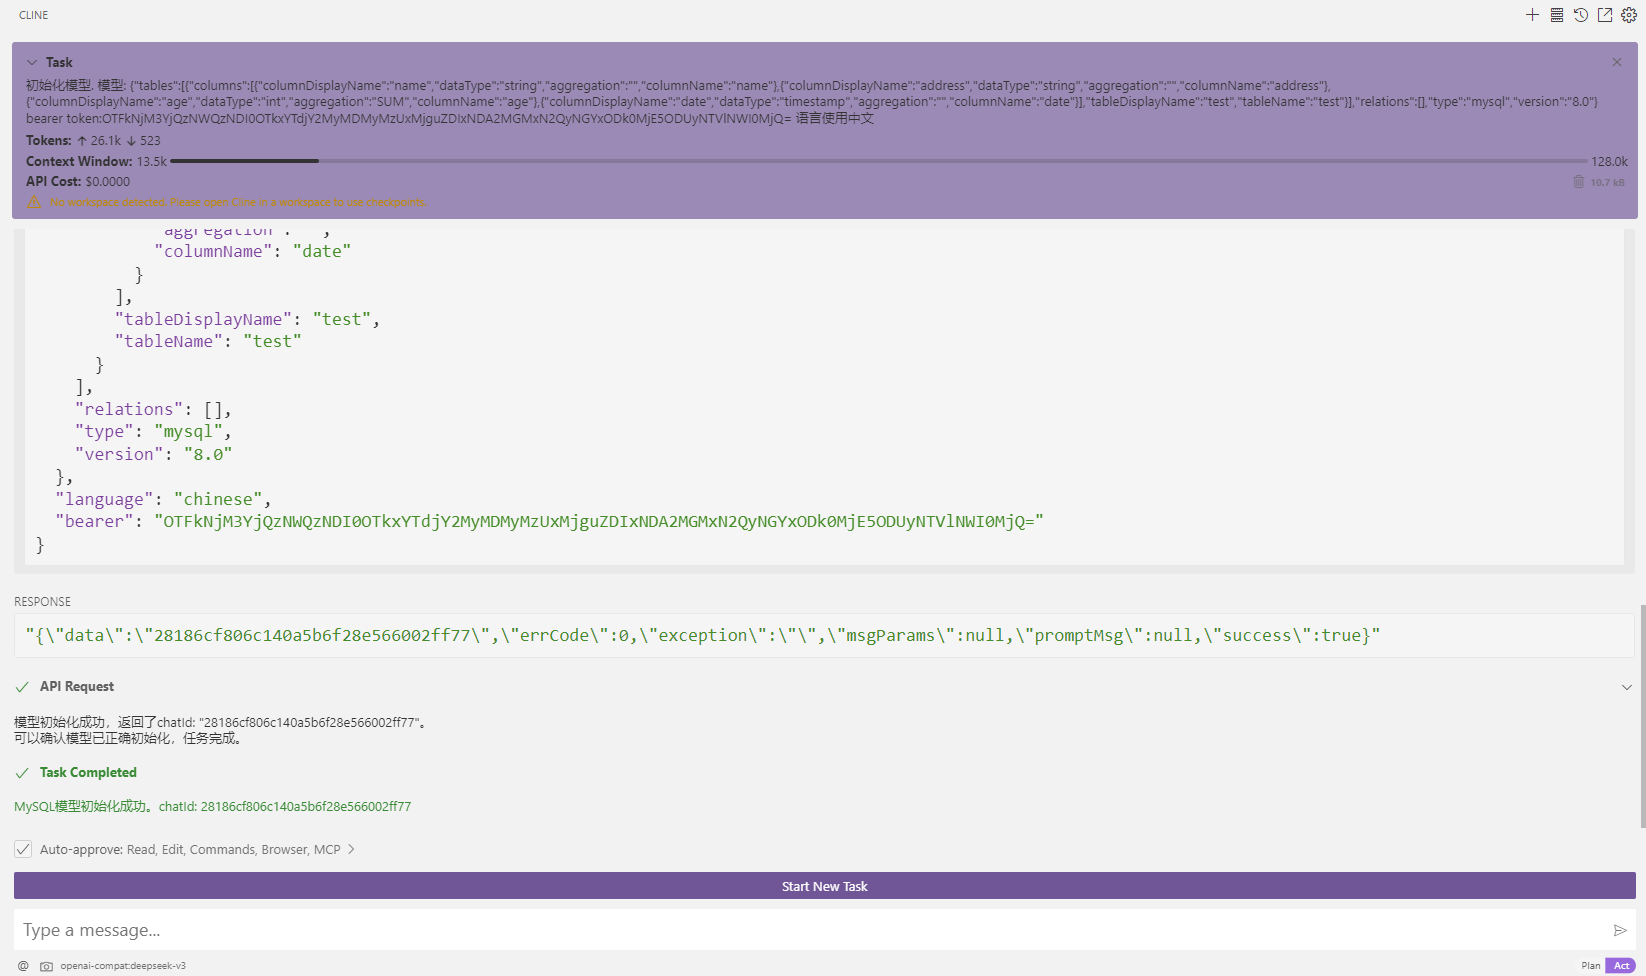 CLINE
Task
初始化模型. 模型: {"tables":[{"columns":[{"columnDisplayName":"name","dataType":"string","aggregation":"","columnName":"name"},{"columnDisplayName":"address","dataType":"string","aggregation":"","columnName":"address"},
{"columnDisplayName":"age","dataType":"int","aggregation":"SUM","columnName":"age"},{"columnDisplayName":"date","dataType":"timestamp","aggregation":"","columnName":"date"}],"tableDisplayName":"test","tableName":"test"}],"relations":[],"type":"mysql","version":"8.0"}
bearer token:OTFkNjM3YjQzNWQzNDI0OTkxYTdjY2MyMDMyMzUxMjguZDIxNDA2MGMxN2QyNGYxODk0MjE5ODUyNTVlNWI0MjQ= 语言使用中文
Tokens: ↑ 26.1k ↓ 523
Context Window: 13.5k 128.0k
API Cost: $0.0000 10.7 kB
No workspace detected. Please open Cline in a workspace to use checkpoints.
"aggregation": "",
"columnName": "date"
}
],
"tableDisplayName": "test",
"tableName": "test"
}
],
"relations": [],
"type": "mysql",
"version": "8.0"
},
"language": "chinese",
"bearer": "OTFkNjM3YjQzNWQzNDI0OTkxYTdjY2MyMDMyMzUxMjguZDIxNDA2MGMxN2QyNGYxODk0MjE5ODUyNTVlNWI0MjQ="
}
RESPONSE
"{\"data\":\"28186cf806c140a5b6f28e566002ff77\",\"errCode\":0,\"exception\":\"\",\"msgParams\":null,\"promptMsg\":null,\"success\":true}"
API Request
模型初始化成功，返回了chatId: "28186cf806c140a5b6f28e566002ff77"。
可以确认模型已正确初始化，任务完成。
Task Completed
MySQL模型初始化成功。chatId: 28186cf806c140a5b6f28e566002ff77
Auto-approve: Read, Edit, Commands, Browser, MCP >
Start New Task
Type a message...
@ openai-compat:deepseek-v3 Plan Act